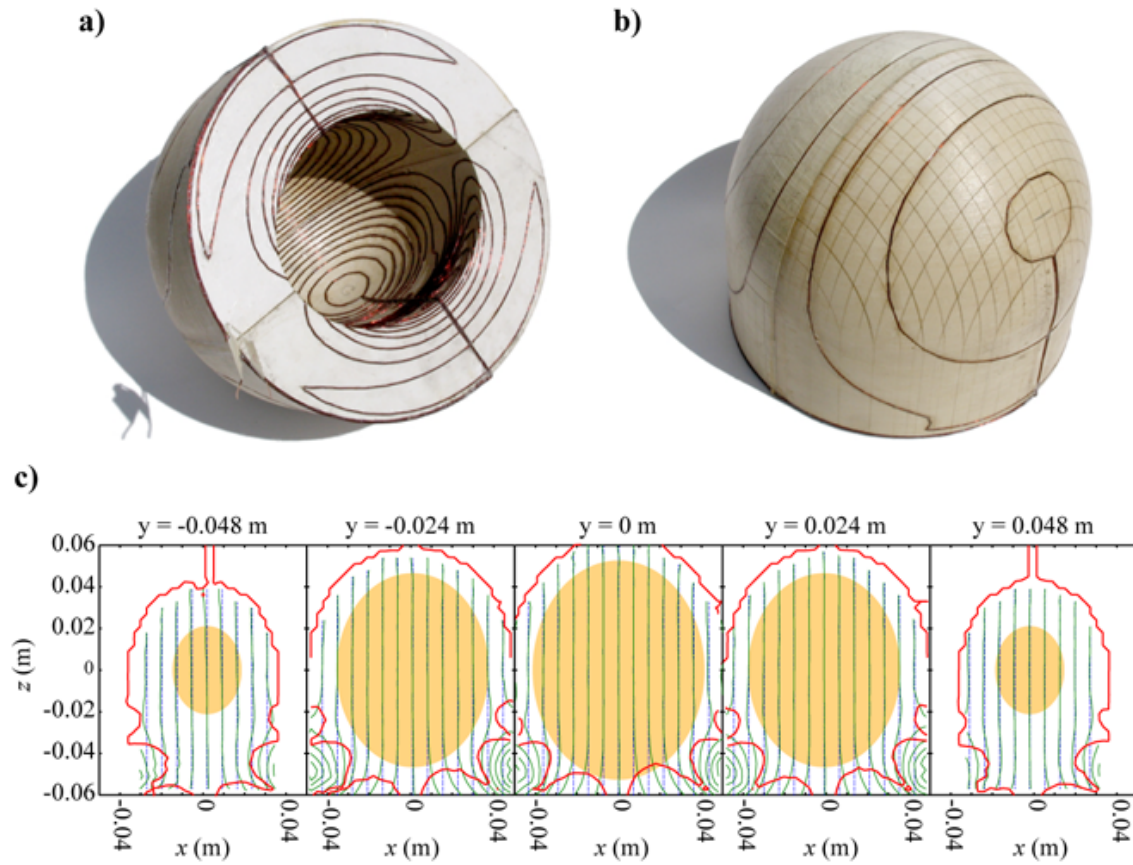 a)
b)
c)
y = -0.048 m
y = -0.024 m
y = 0 m
y = 0.024 m
y = 0.048 m
z (m)
0.06
0.04
0.02
0
-0.02
-0.04
-0.06
-0.04 0 0.04
-0.04 0 0.04
-0.04 0 0.04
-0.04 0 0.04
-0.04 0 0.04
x (m)
x (m)
x (m)
x (m)
x (m)